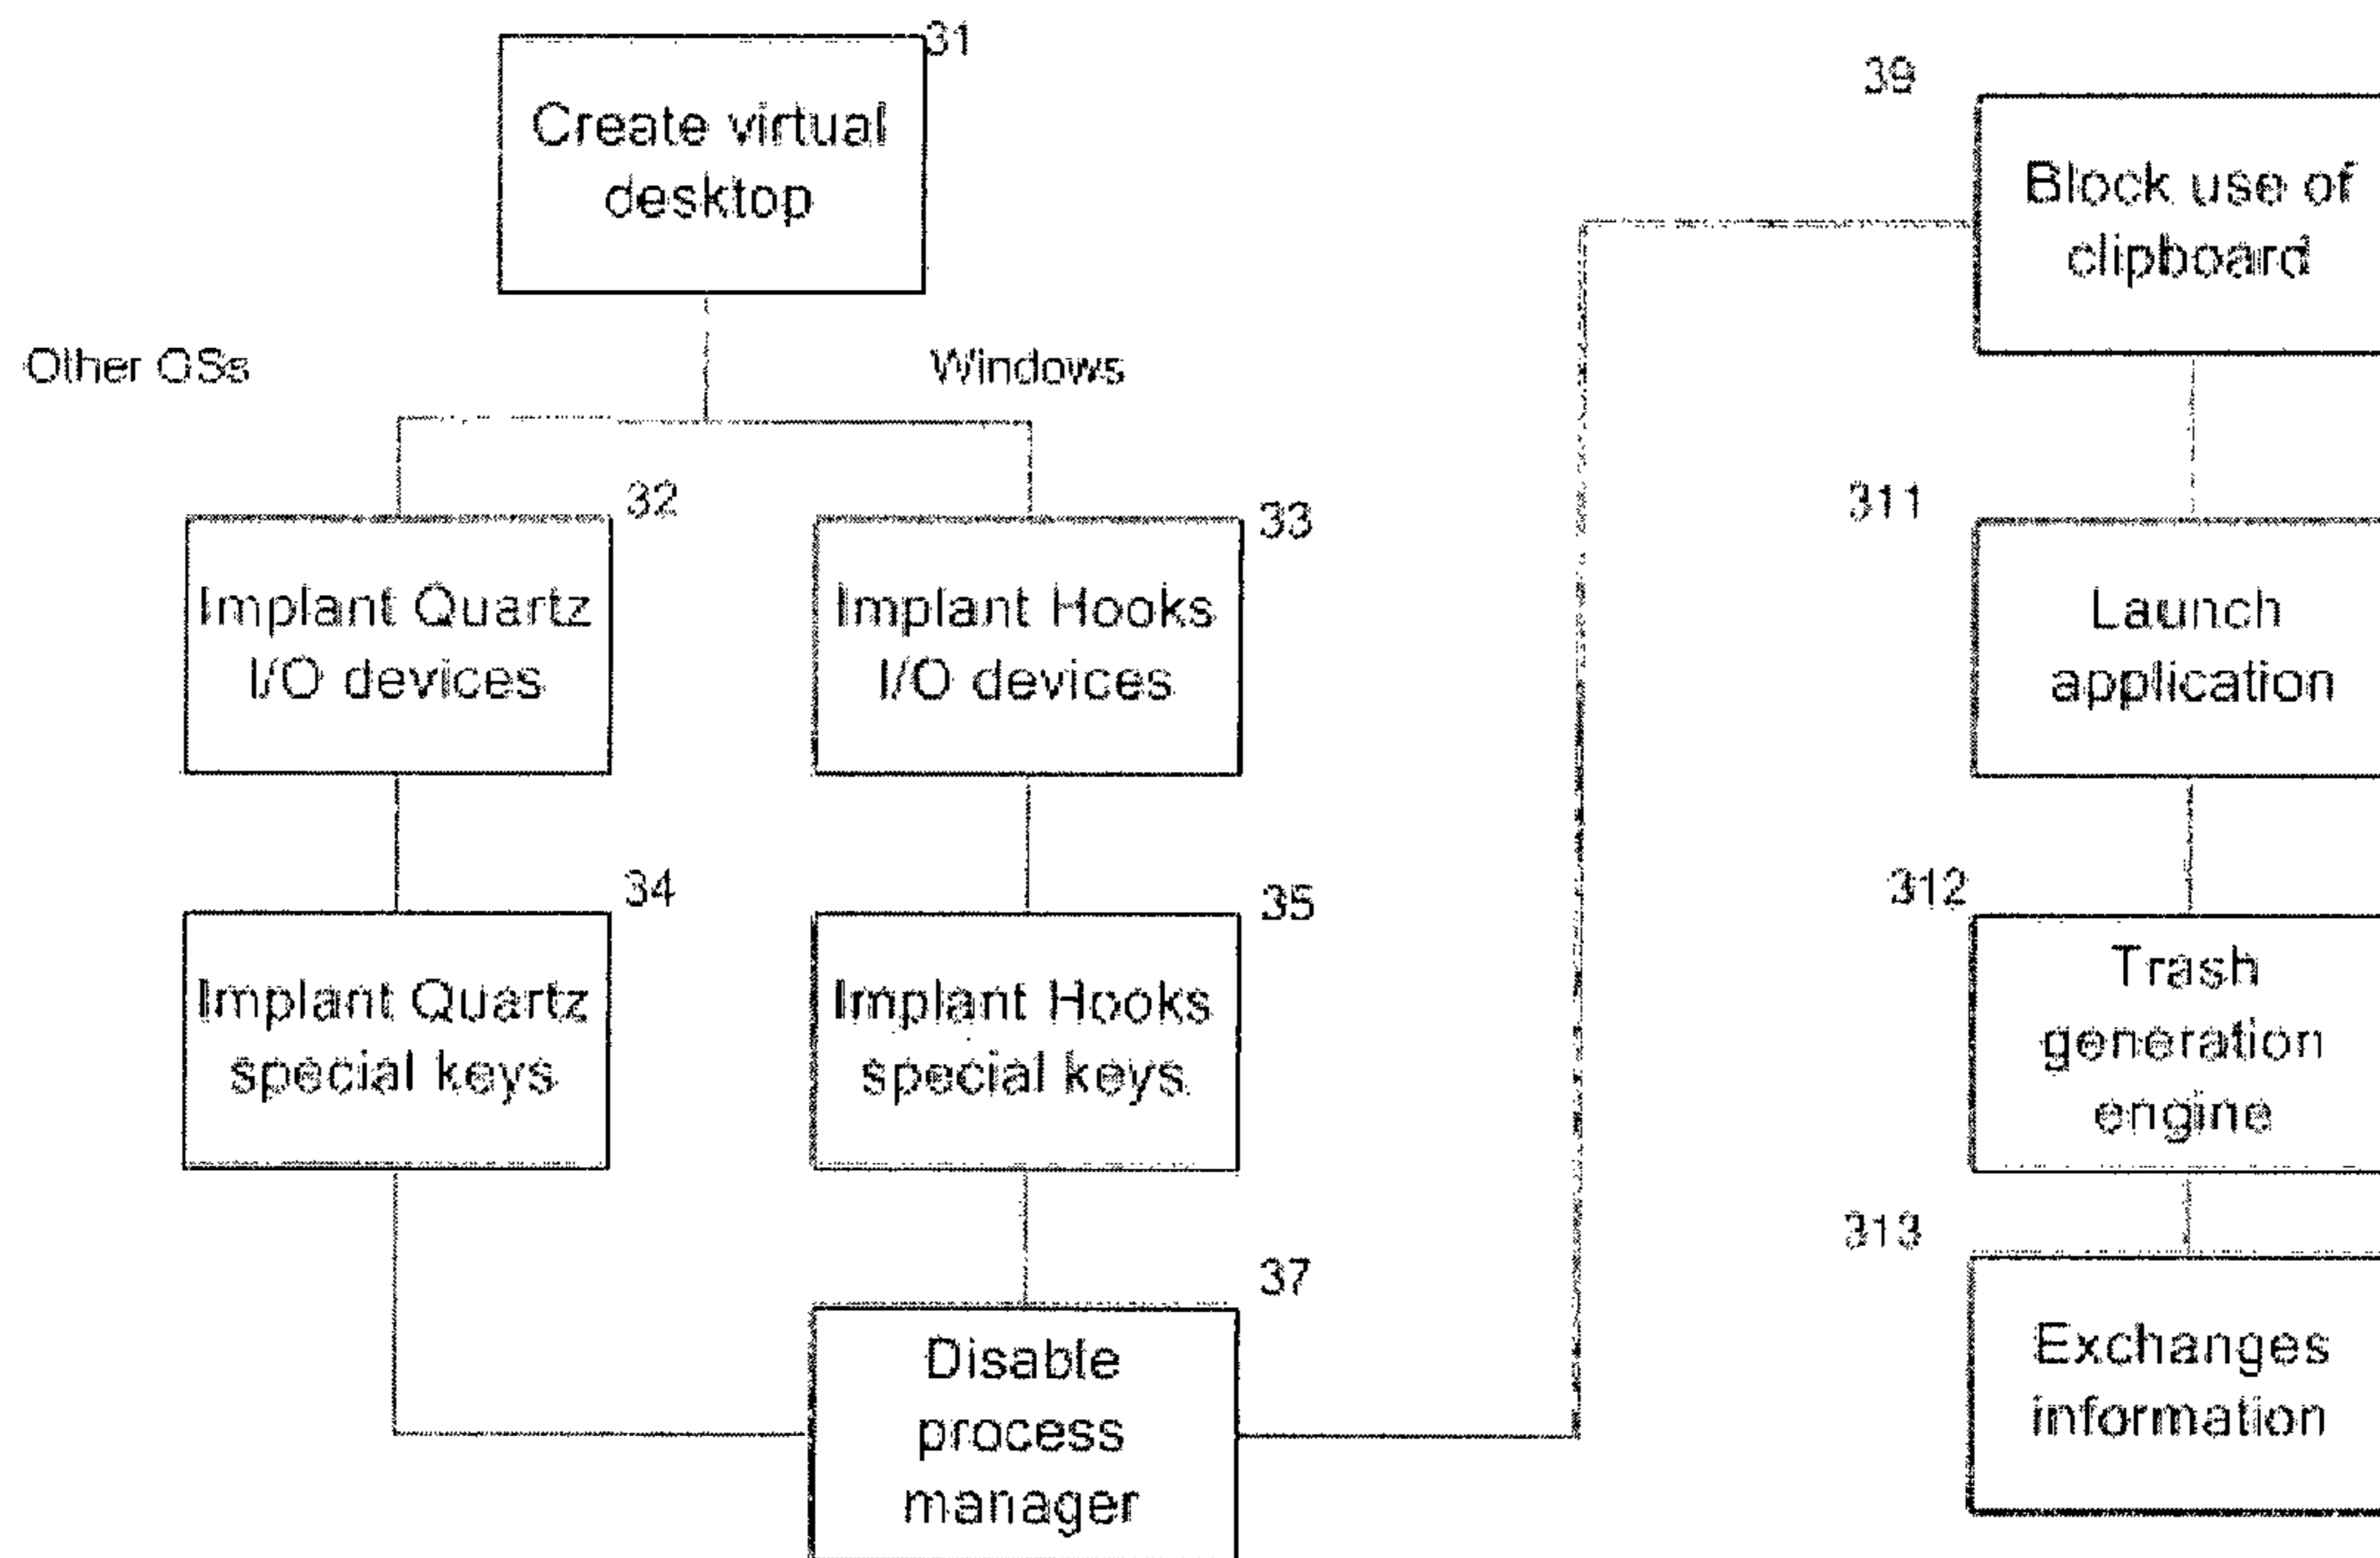 31
Create virtual
desktop
Other OSs
Windows
32
Implant Quartz
I/O devices
33
Implant Hooks
I/O devices
34
Implant Quartz
special keys
35
Implant Hooks
special keys
37
Disable
process
manager
39
Block use of
clipboard
311
Launch
application
312
Trash
generation
engine
313
Exchanges
information